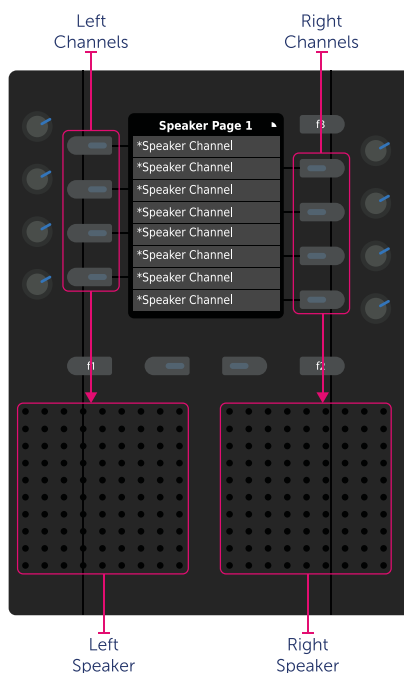 Left
Channels
Right
Channels
Speaker Page 1
f3
*Speaker Channel
*Speaker Channel
*Speaker Channel
*Speaker Channel
*Speaker Channel
*Speaker Channel
*Speaker Channel
*Speaker Channel
f1
f2
Left
Speaker
Right
Speaker